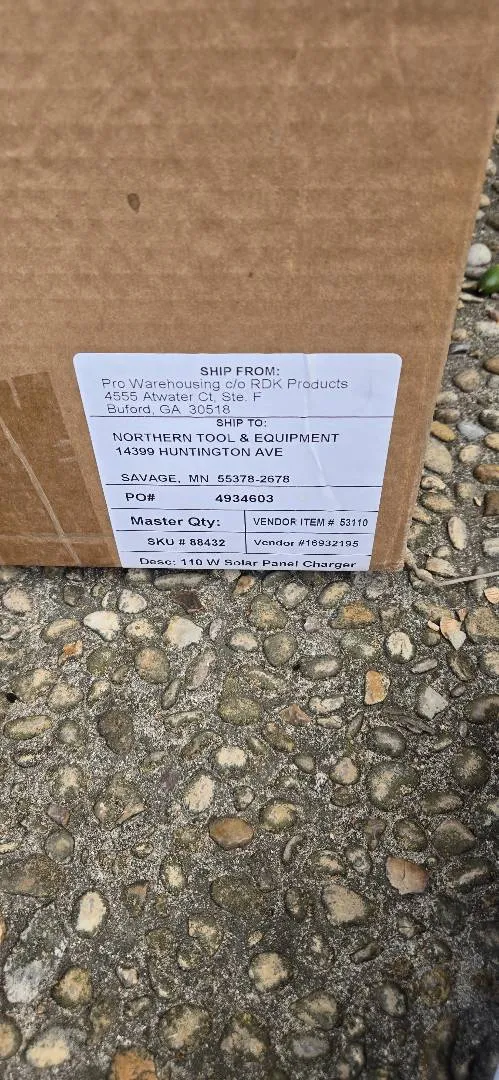 SHIP FROM:
Pro Warehousing c/o RDK Products
4555 Atwater Ct, Ste. F
Buford, GA 30518
SHIP TO:
NORTHERN TOOL & EQUIPMENT
14399 HUNTINGTON AVE
SAVAGE, MN 55378-2678
PO# 4934603
Master Qty: VENDOR ITEM # 53110
SKU # 88432 Vendor #16932195
Desc: 110 W Solar Panel Charger